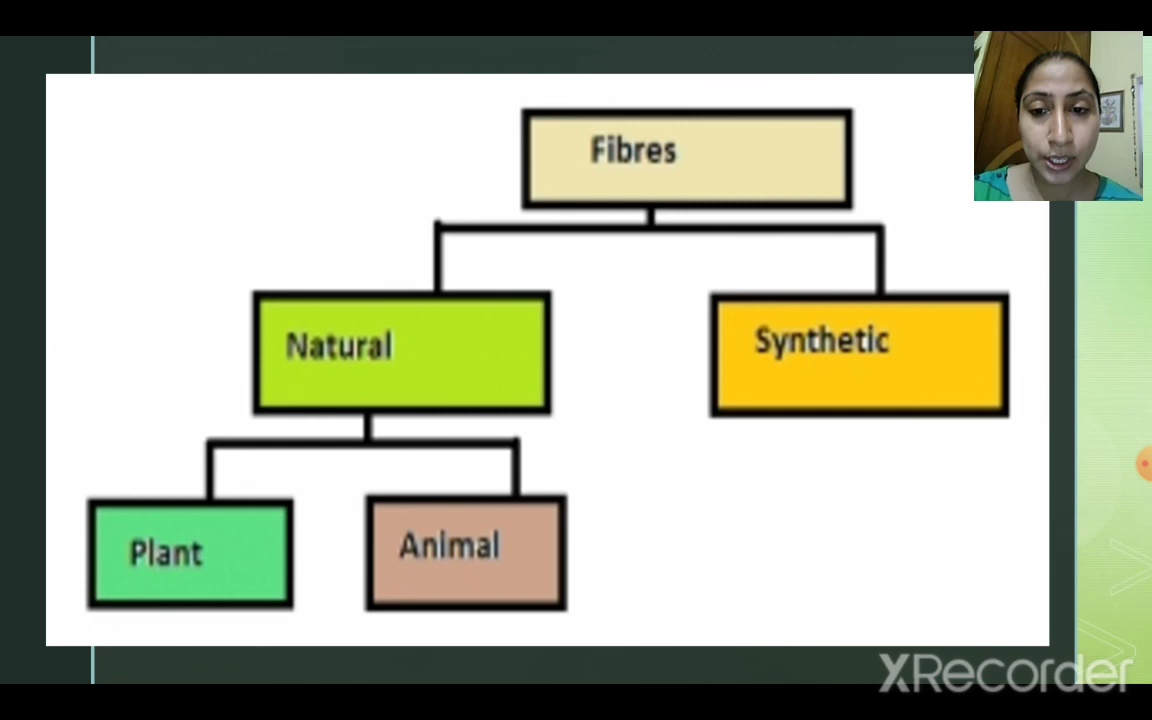 Fibres
Natural
Synthetic
Plant
Animal
XRecorder